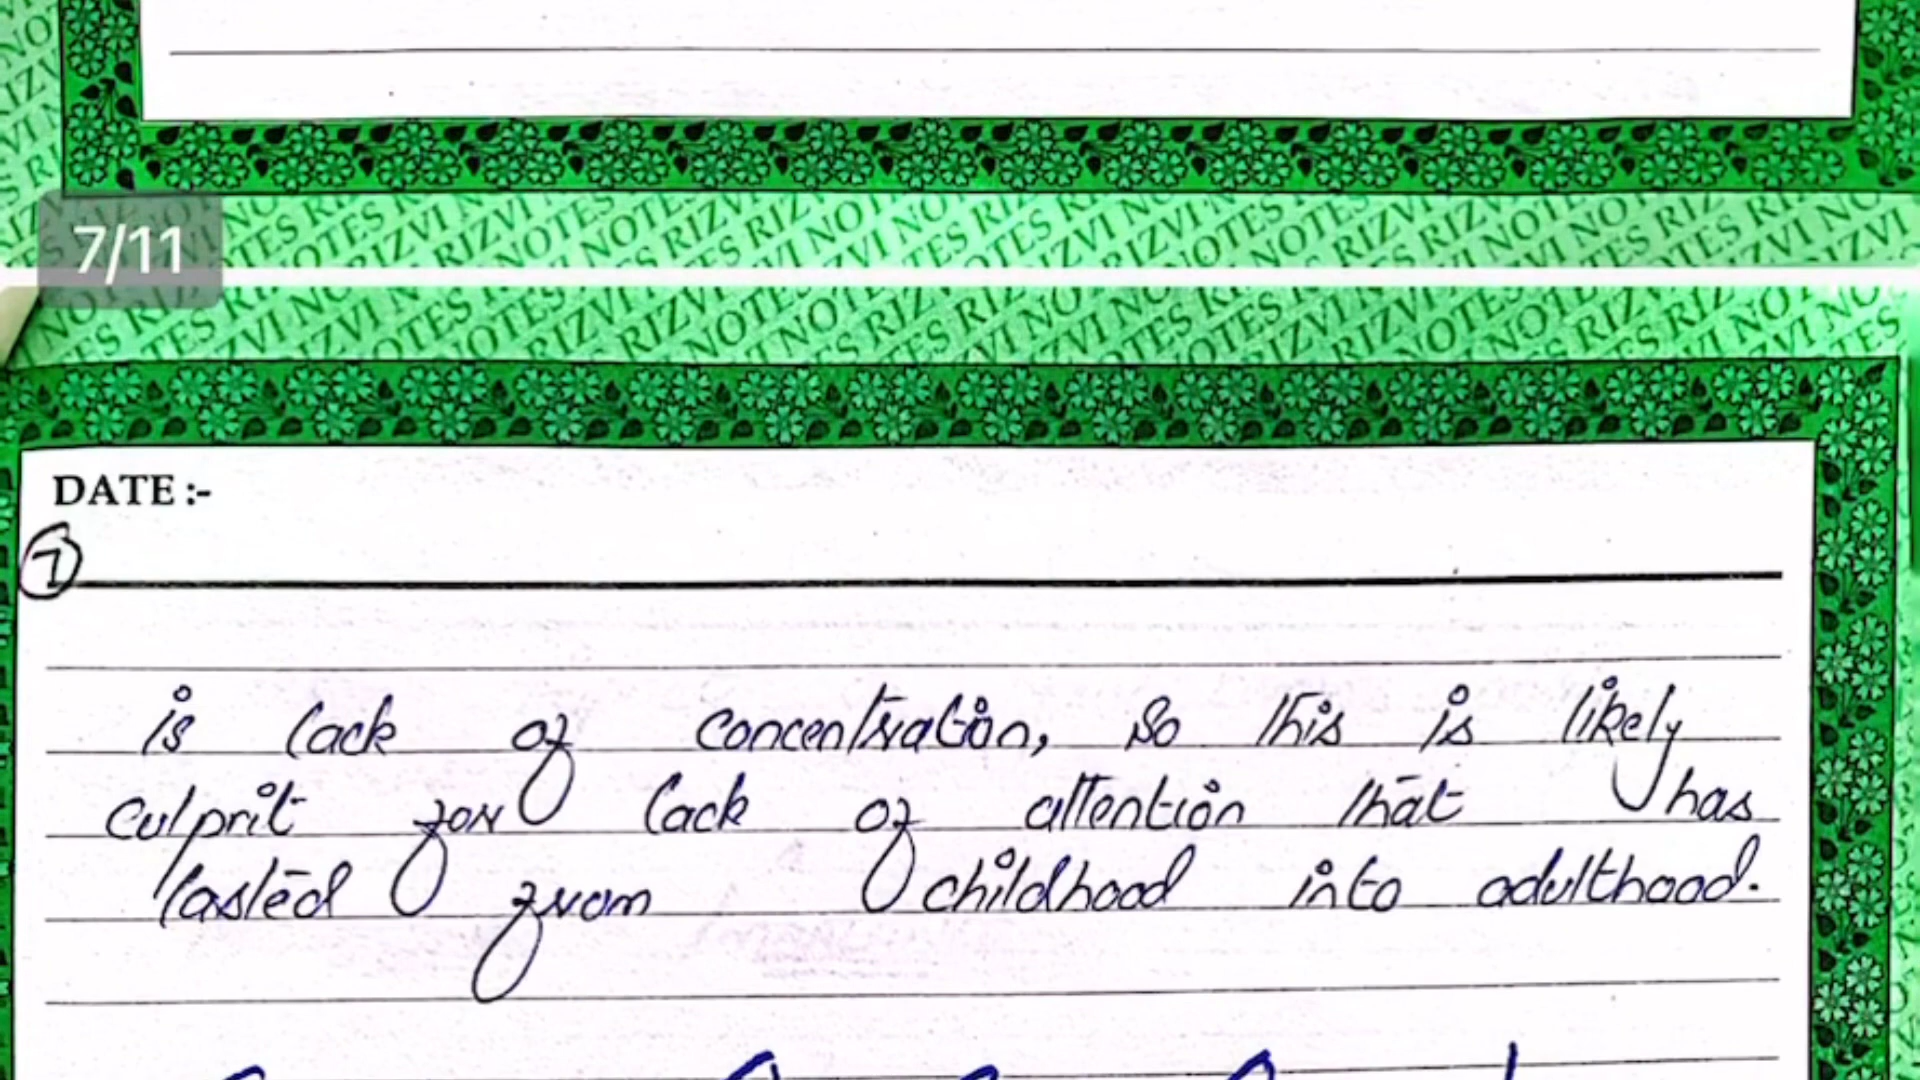 7/11
DATE :-
7
is lack of concentration, so this is likely
culprit for lack of attention that has
lasted from childhood into adulthood.